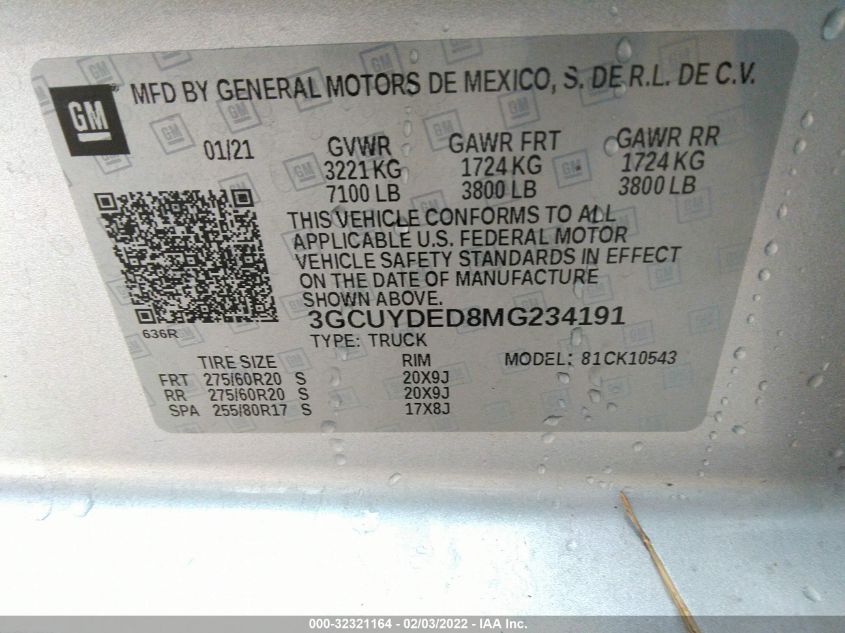 GM
MFD BY GENERAL MOTORS DE MEXICO, S. DE R.L. DE C.V.
01/21 GVWR GAWR FRT GAWR RR
3221 KG 1724 KG 1724 KG
7100 LB 3800 LB 3800 LB
THIS VEHICLE CONFORMS TO ALL
APPLICABLE U.S. FEDERAL MOTOR
VEHICLE SAFETY STANDARDS IN EFFECT
ON THE DATE OF MANUFACTURE
SHOWN ABOVE.
636R
3GCUYDED8MG234191
TYPE: TRUCK
TIRE SIZE RIM MODEL: 81CK10543
FRT 275/60R20 S 20X9J
RR 275/60R20 S 20X9J
SPA 255/80R17 S 17X8J
000-32321164 - 02/03/2022 - IAA Inc.